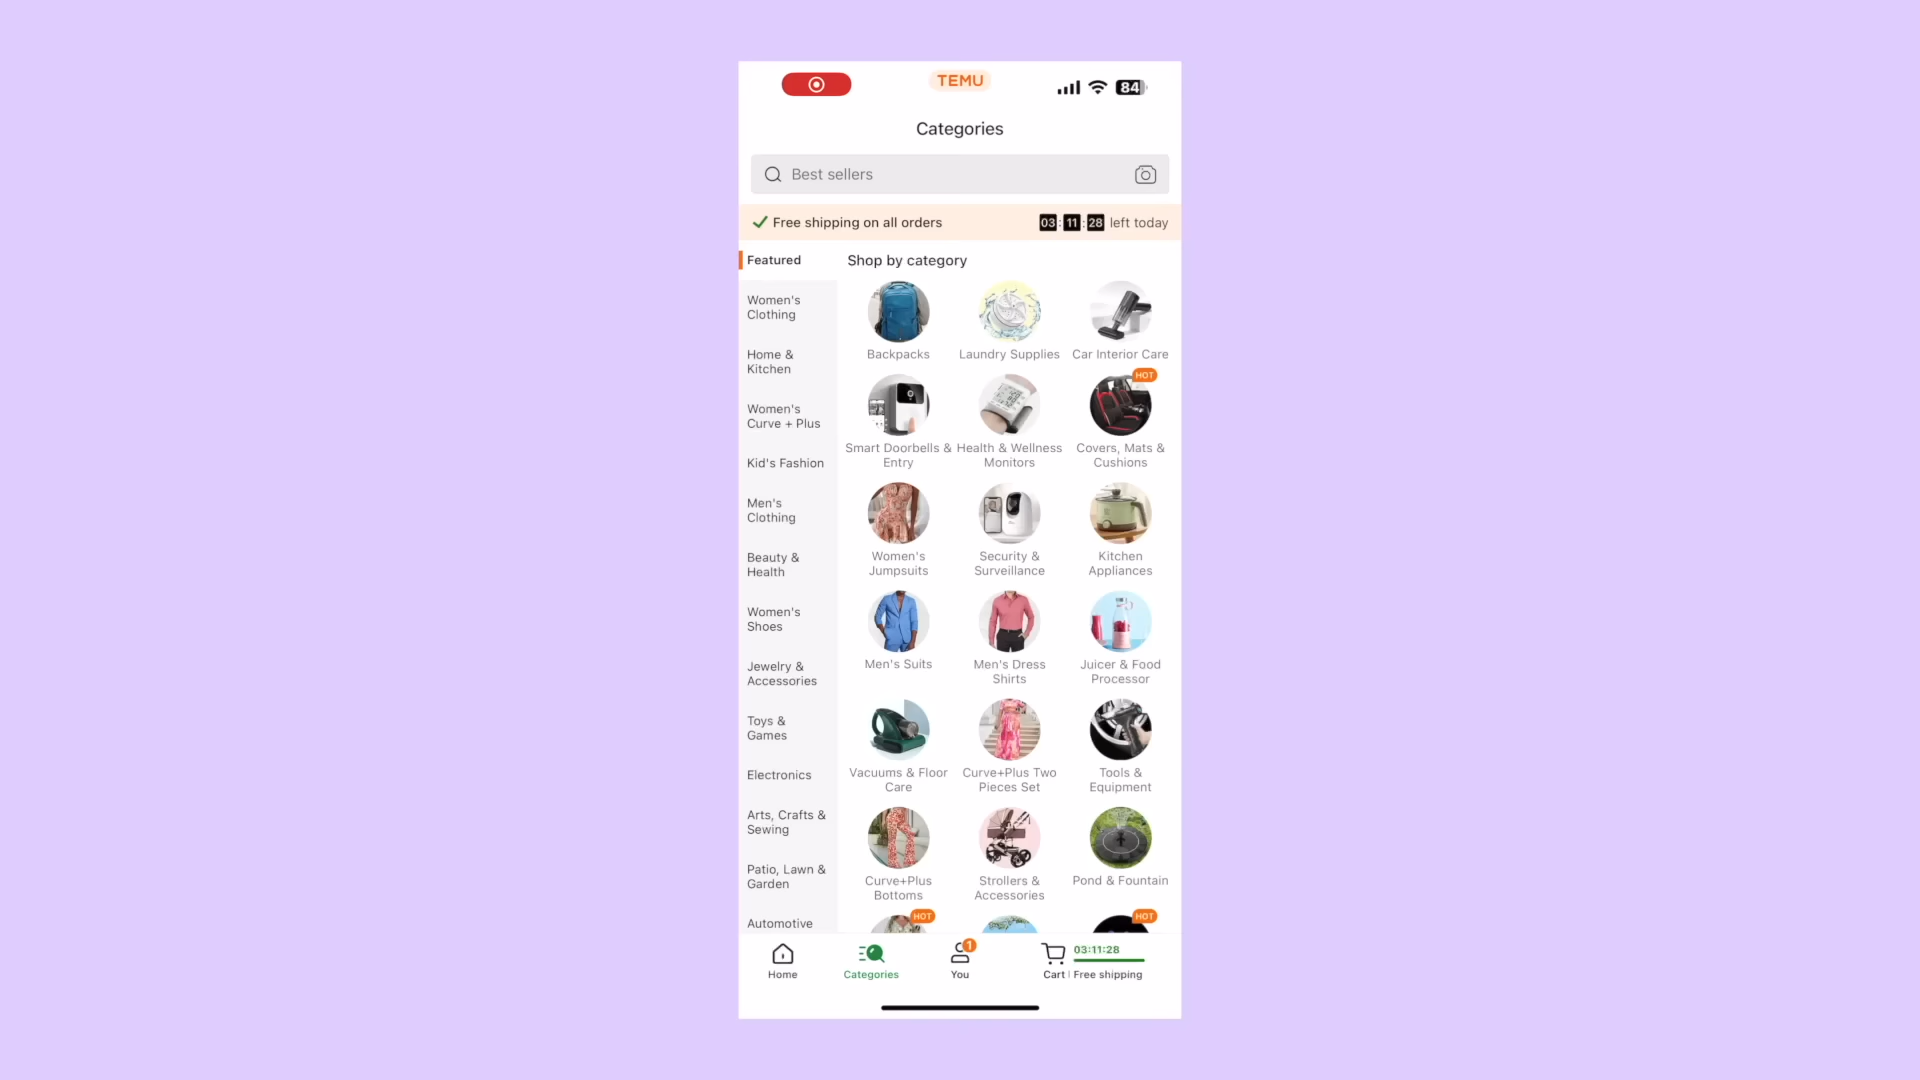 TEMU
84
Categories
Best sellers
Free shipping on all orders
03:11:28 left today
Featured
Women's
Clothing
Home &
Kitchen
Women's
Curve + Plus
Kid's Fashion
Men's
Clothing
Beauty &
Health
Women's
Shoes
Jewelry &
Accessories
Toys &
Games
Electronics
Arts, Crafts &
Sewing
Patio, Lawn &
Garden
Automotive
Shop by category
Backpacks
Laundry Supplies
Car Interior Care
Smart Doorbells &
Entry
Health & Wellness
Monitors
HOT
Covers, Mats &
Cushions
Women's
Jumpsuits
Security &
Surveillance
Kitchen
Appliances
Men's Suits
Men's Dress
Shirts
Juicer & Food
Processor
Vacuums & Floor
Care
Curve+Plus Two
Pieces Set
Tools &
Equipment
Curve+Plus
Bottoms
Strollers &
Accessories
Pond & Fountain
HOT
HOT
Home
Categories
1
You
03:11:28
Cart | Free shipping